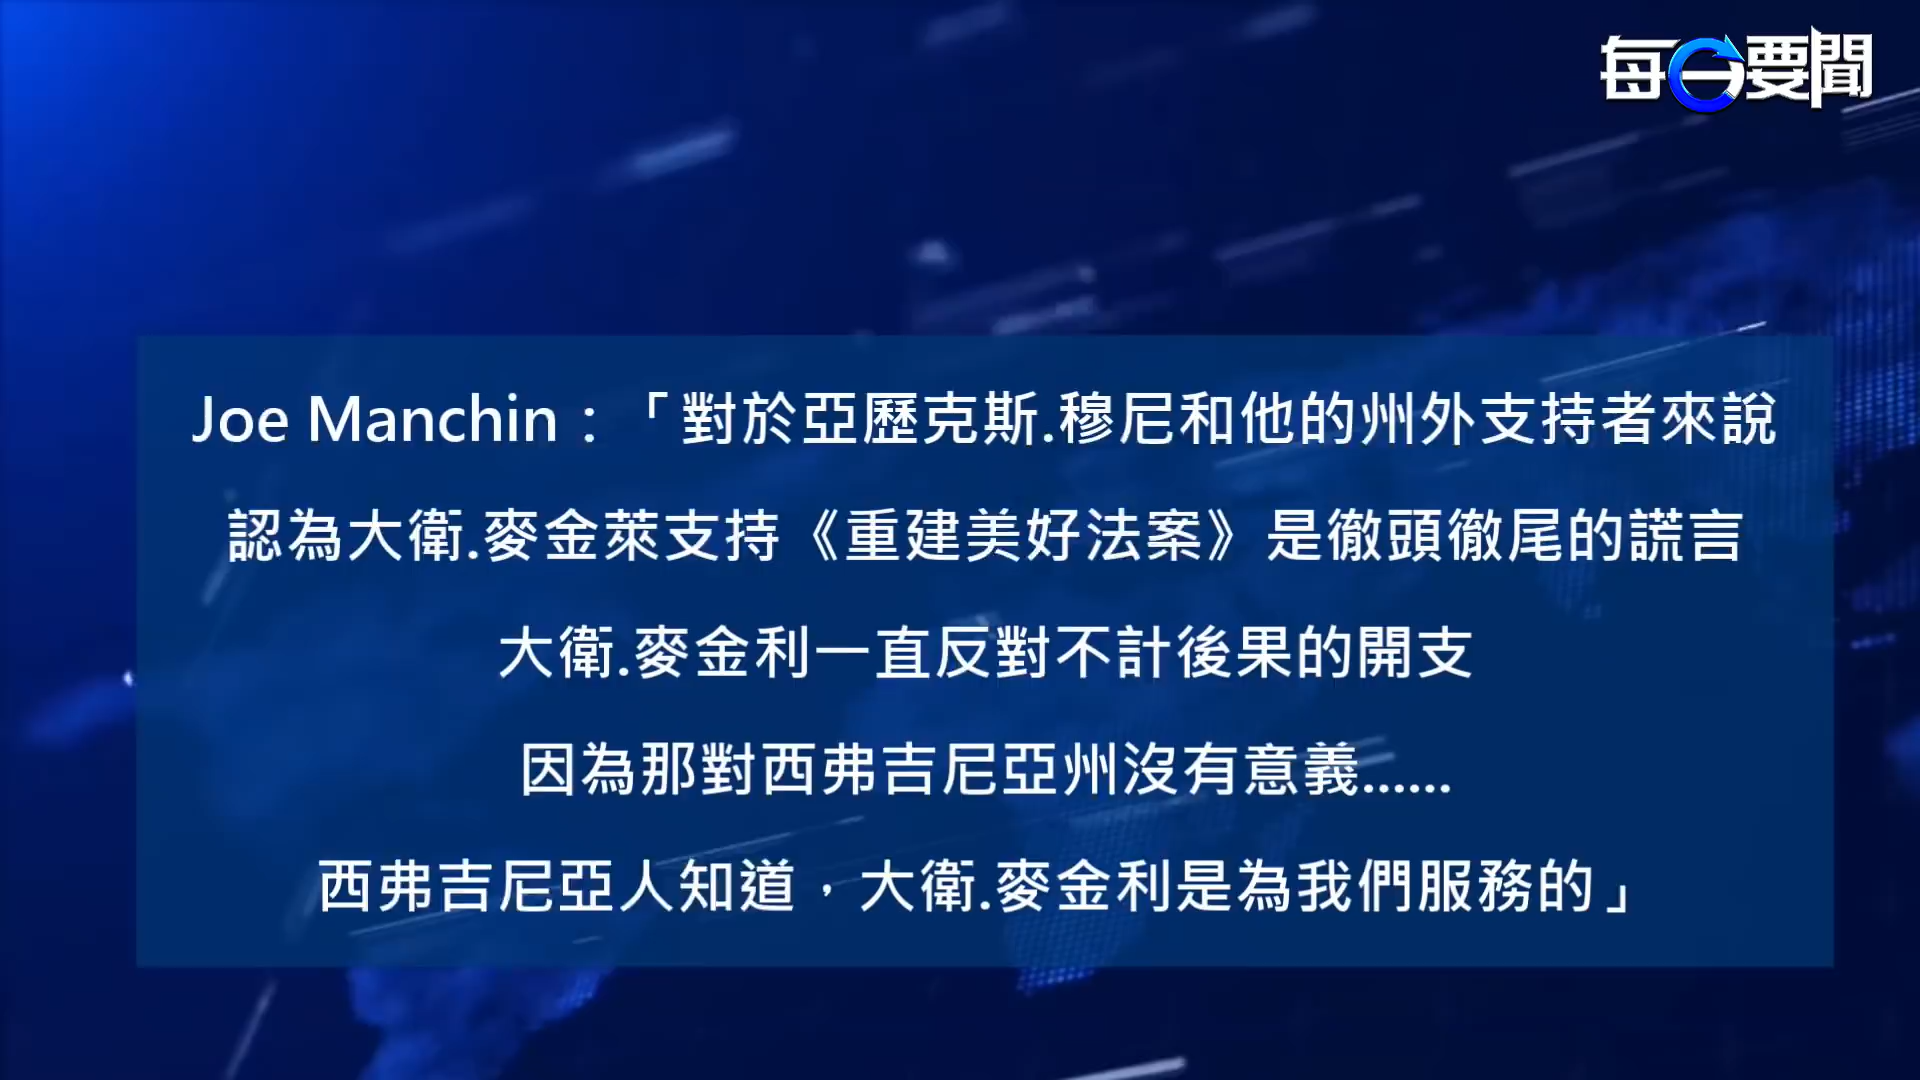 每日要聞
Joe Manchin：「對於亞歷克斯.穆尼和他的州外支持者來說
認為大衛.麥金萊支持《重建美好法案》是徹頭徹尾的謊言
大衛.麥金利一直反對不計後果的開支
因為那對西弗吉尼亞州沒有意義......
西弗吉尼亞人知道，大衛.麥金利是為我們服務的」